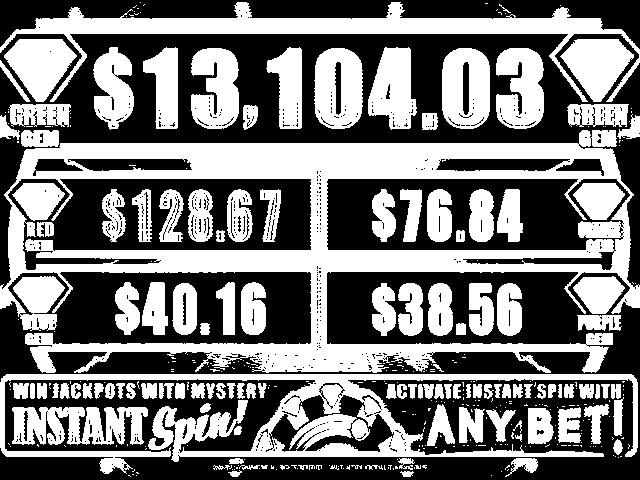 $13,104.03
GREEN GEM
GREEN GEM
$128.67
$76.84
RED GEM
GEM
$40.16
$38.56
BLUE GEM
PURPLE GEM
WIN JACKPOTS WITH MYSTERY
INSTANT Spin!
ACTIVATE INSTANT SPIN WITH
ANY BET!